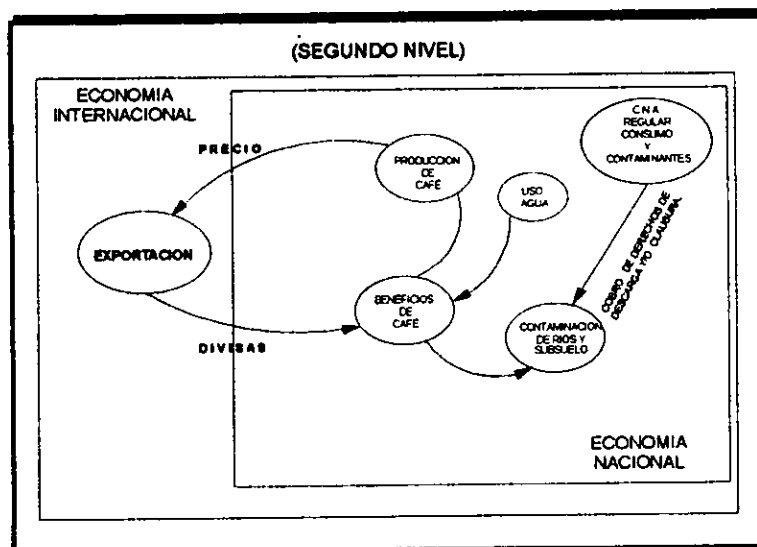 (SEGUNDO NIVEL)
ECONOMIA
INTERNACIONAL
PRECIO
PRODUCCION
DE
CAFÉ
USO
AGUA
C N A
REGULAR
CONSUMO
Y
CONTAMINANTES
EXPORTACION
BENEFICIOS
DE
CAFÉ
DIVISAS
COBRO DE DERECHOS DE
DESCARGA Y/O CLAUSURA.
CONTAMINACION
DE RIOS Y
SUBSUELO
ECONOMIA
NACIONAL